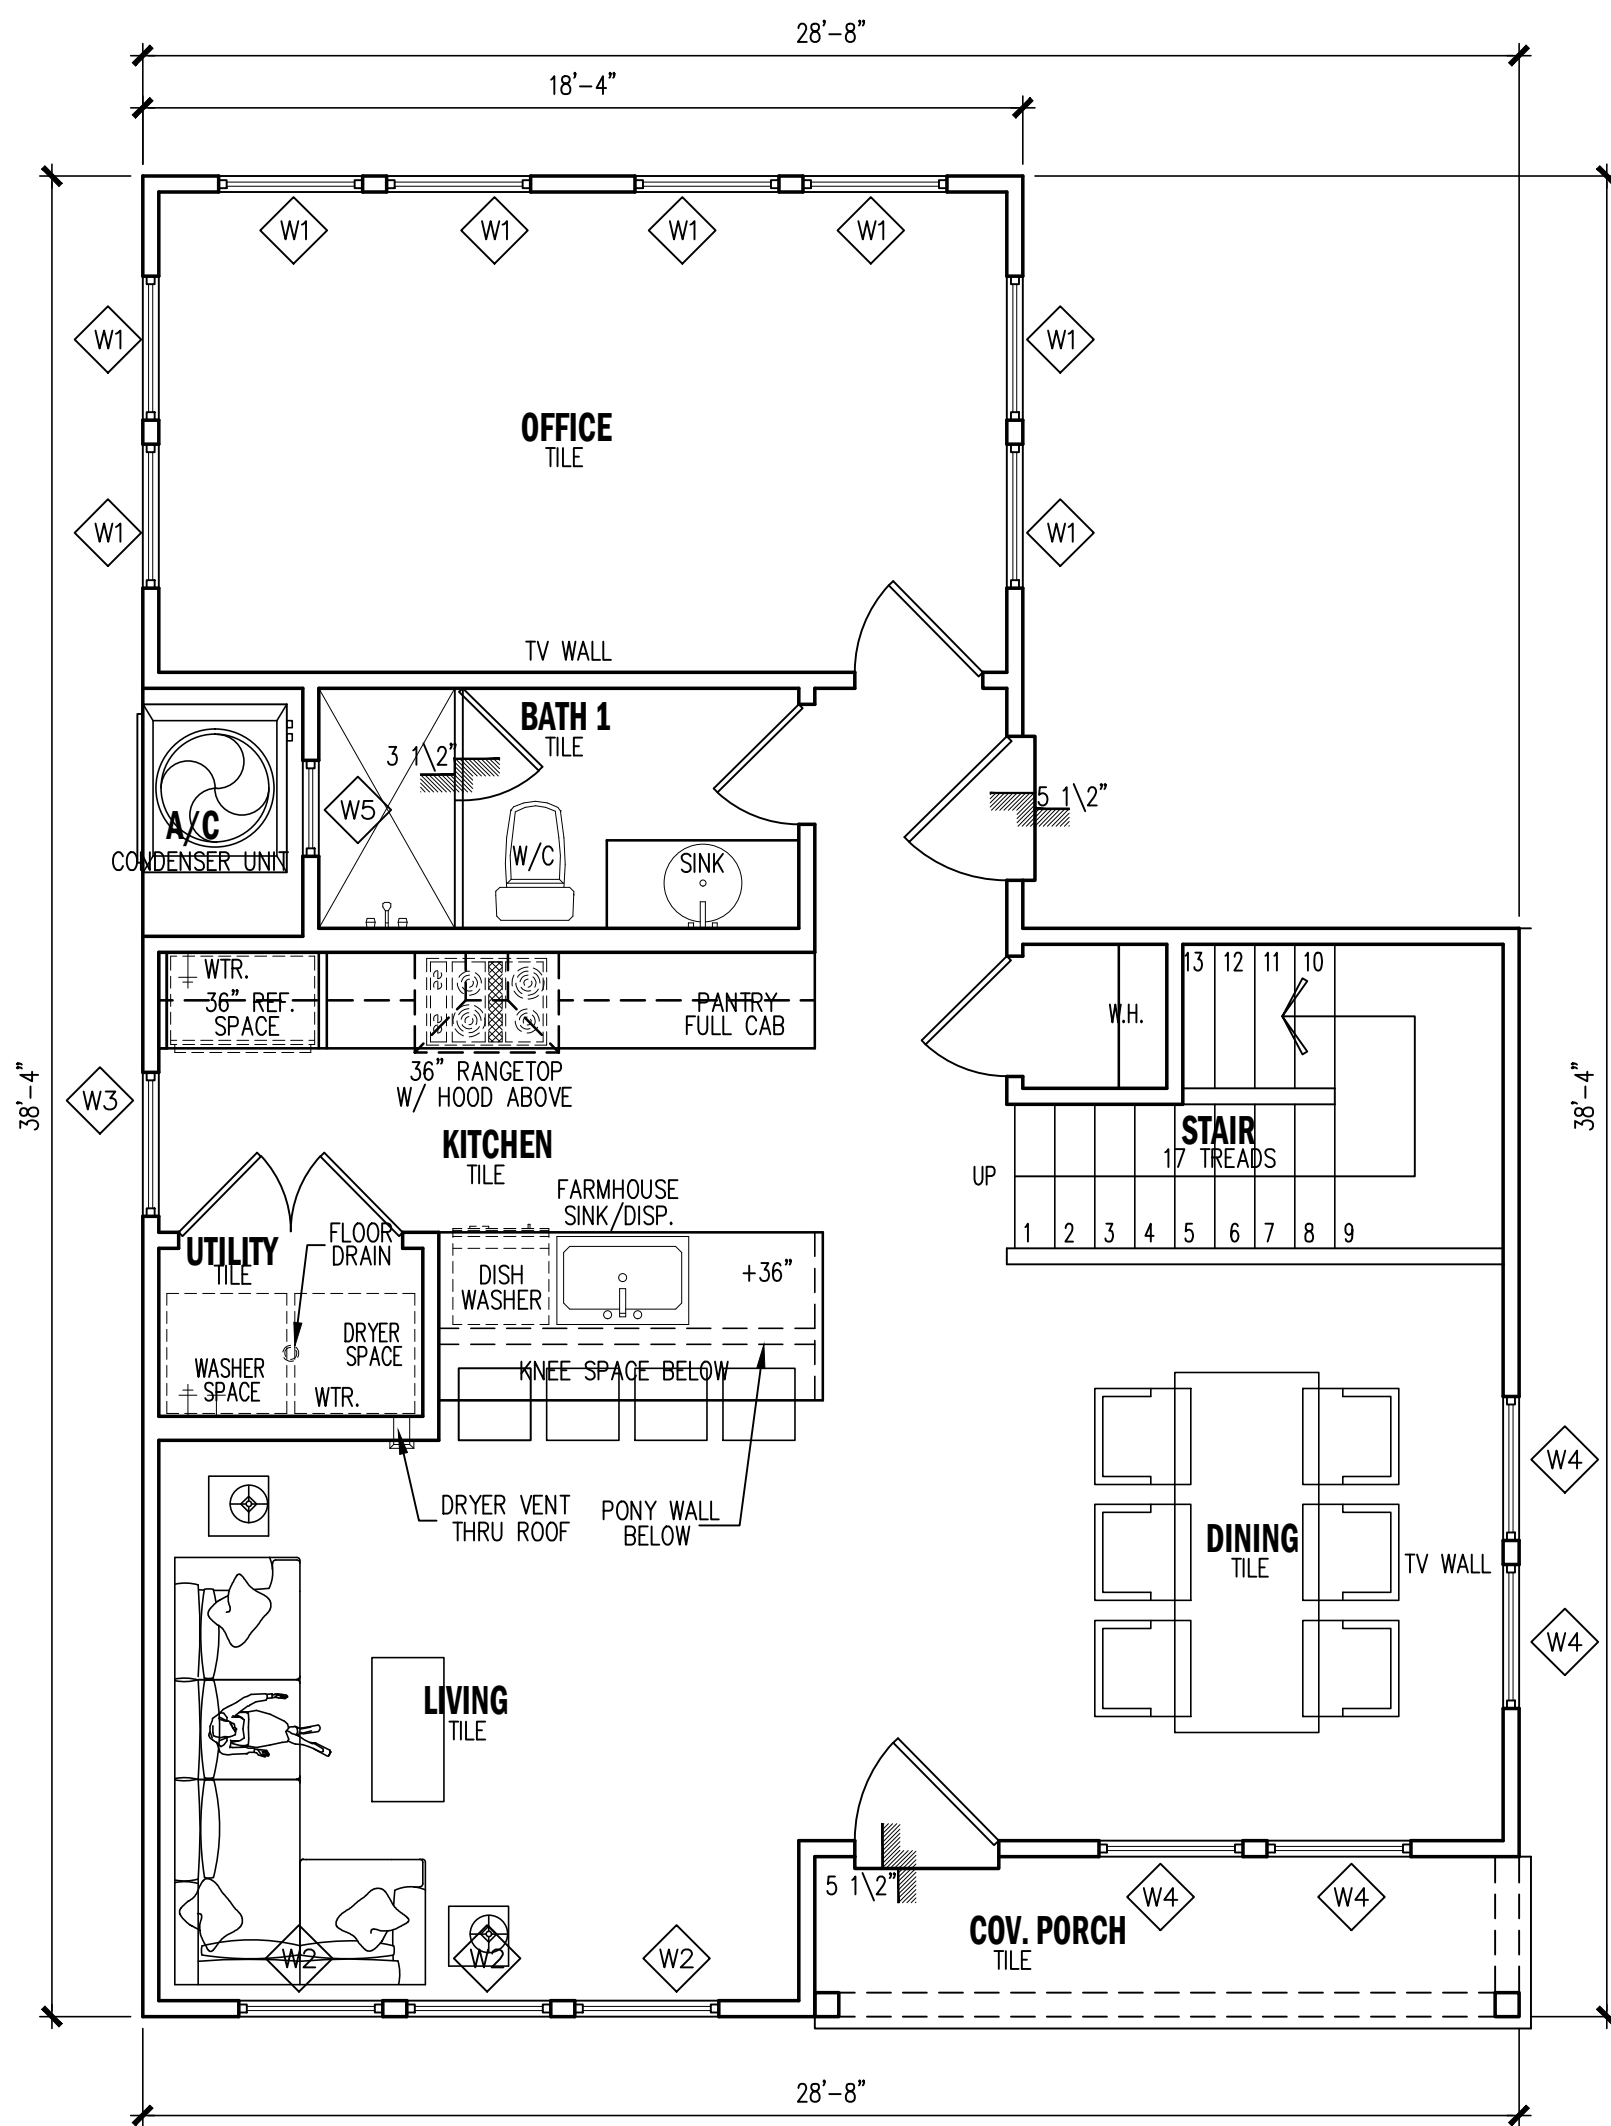 28'-8"
18'-4"
W1
W1
W1
W1
W1
W1
OFFICE
TILE
W1
W1
TV WALL
BATH 1
TILE
3 1\2"
W5
5 1\2"
A/C
CONDENSER UNIT
W/C
SINK
WTR.
36" REF.
SPACE
PANTRY
FULL CAB
13 12 11 10
W.H.
36" RANGETOP
W/ HOOD ABOVE
W3
38'-4"
38'-4"
KITCHEN
TILE
STAIR
17 TREADS
UP
FARMHOUSE
SINK/DISP.
1 2 3 4 5 6 7 8 9
UTILITY
TILE
FLOOR
DRAIN
DISH
WASHER
+36"
DRYER
SPACE
WASHER
SPACE
WTR.
KNEE SPACE BELOW
W4
DRYER VENT
THRU ROOF
PONY WALL
BELOW
DINING
TILE
TV WALL
W4
LIVING
TILE
5 1\2"
W4
W4
COV. PORCH
TILE
W2
W2
W2
28'-8"